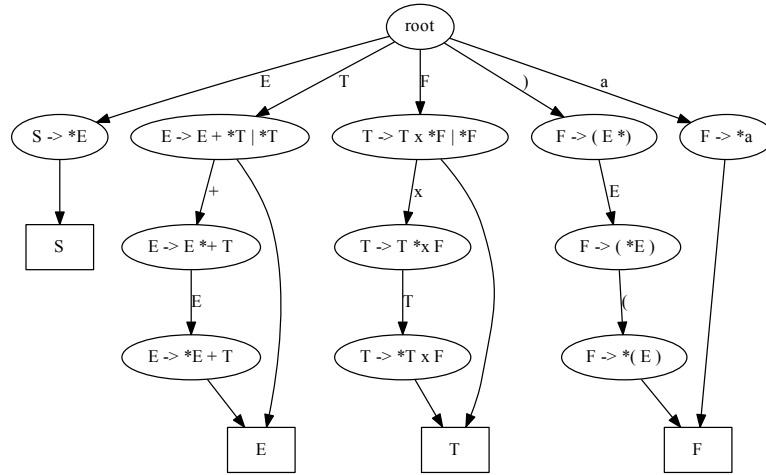 root
E
T
F
)
a
S -> *E
E -> E + *T | *T
T -> T x *F | *F
F -> ( E *)
F -> *a
+
x
E
S
E -> E *+ T
T -> T *x F
F -> ( *E )
E
T
(
E -> *E + T
T -> *T x F
F -> *( E )
E
T
F